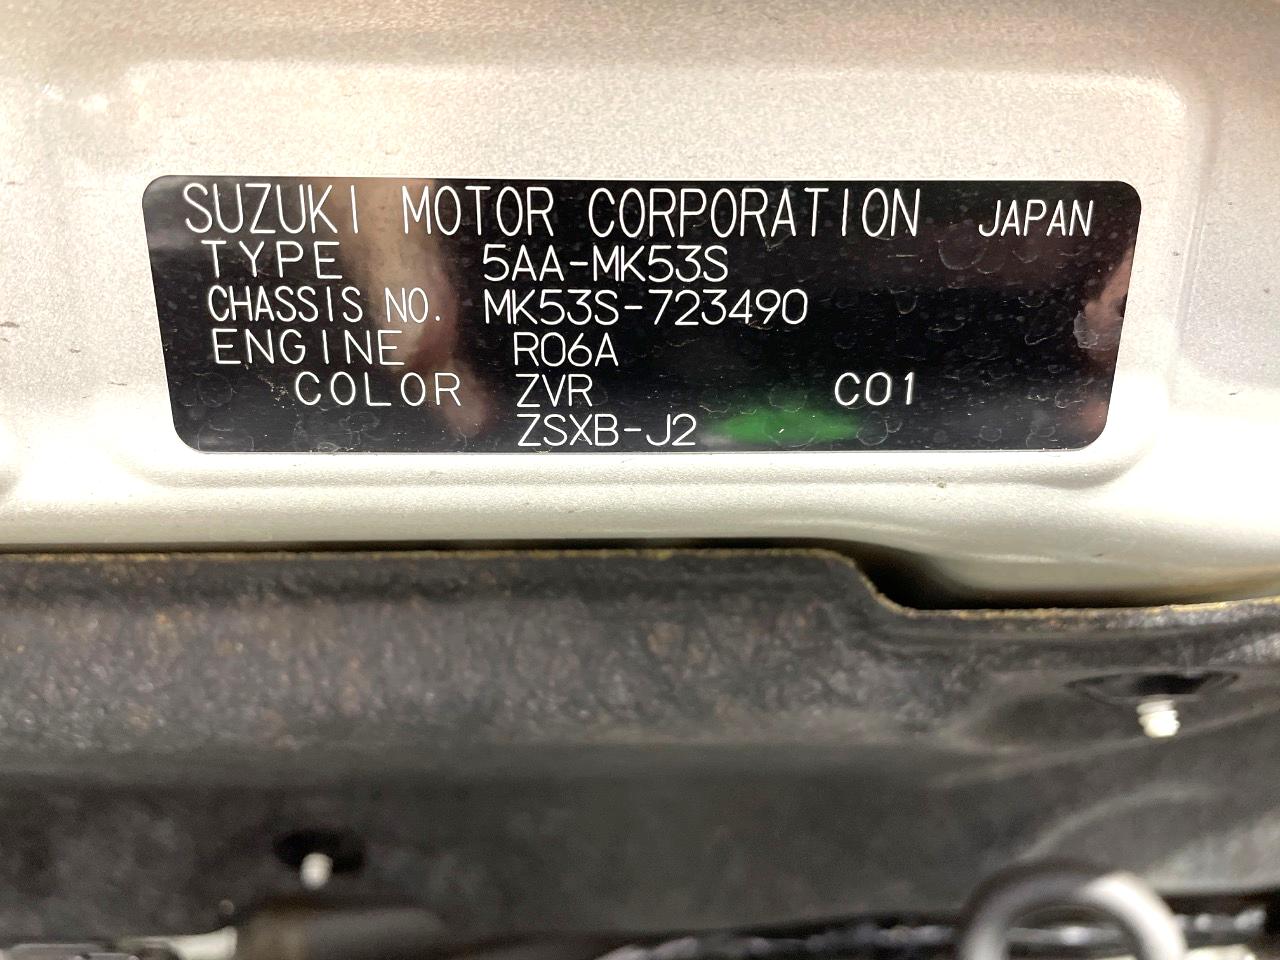 SUZUKI MOTOR CORPORATION JAPAN
TYPE 5AA-MK53S
CHASSIS NO. MK53S-723490
ENGINE R06A
COLOR ZVR C01
ZSXB-J2